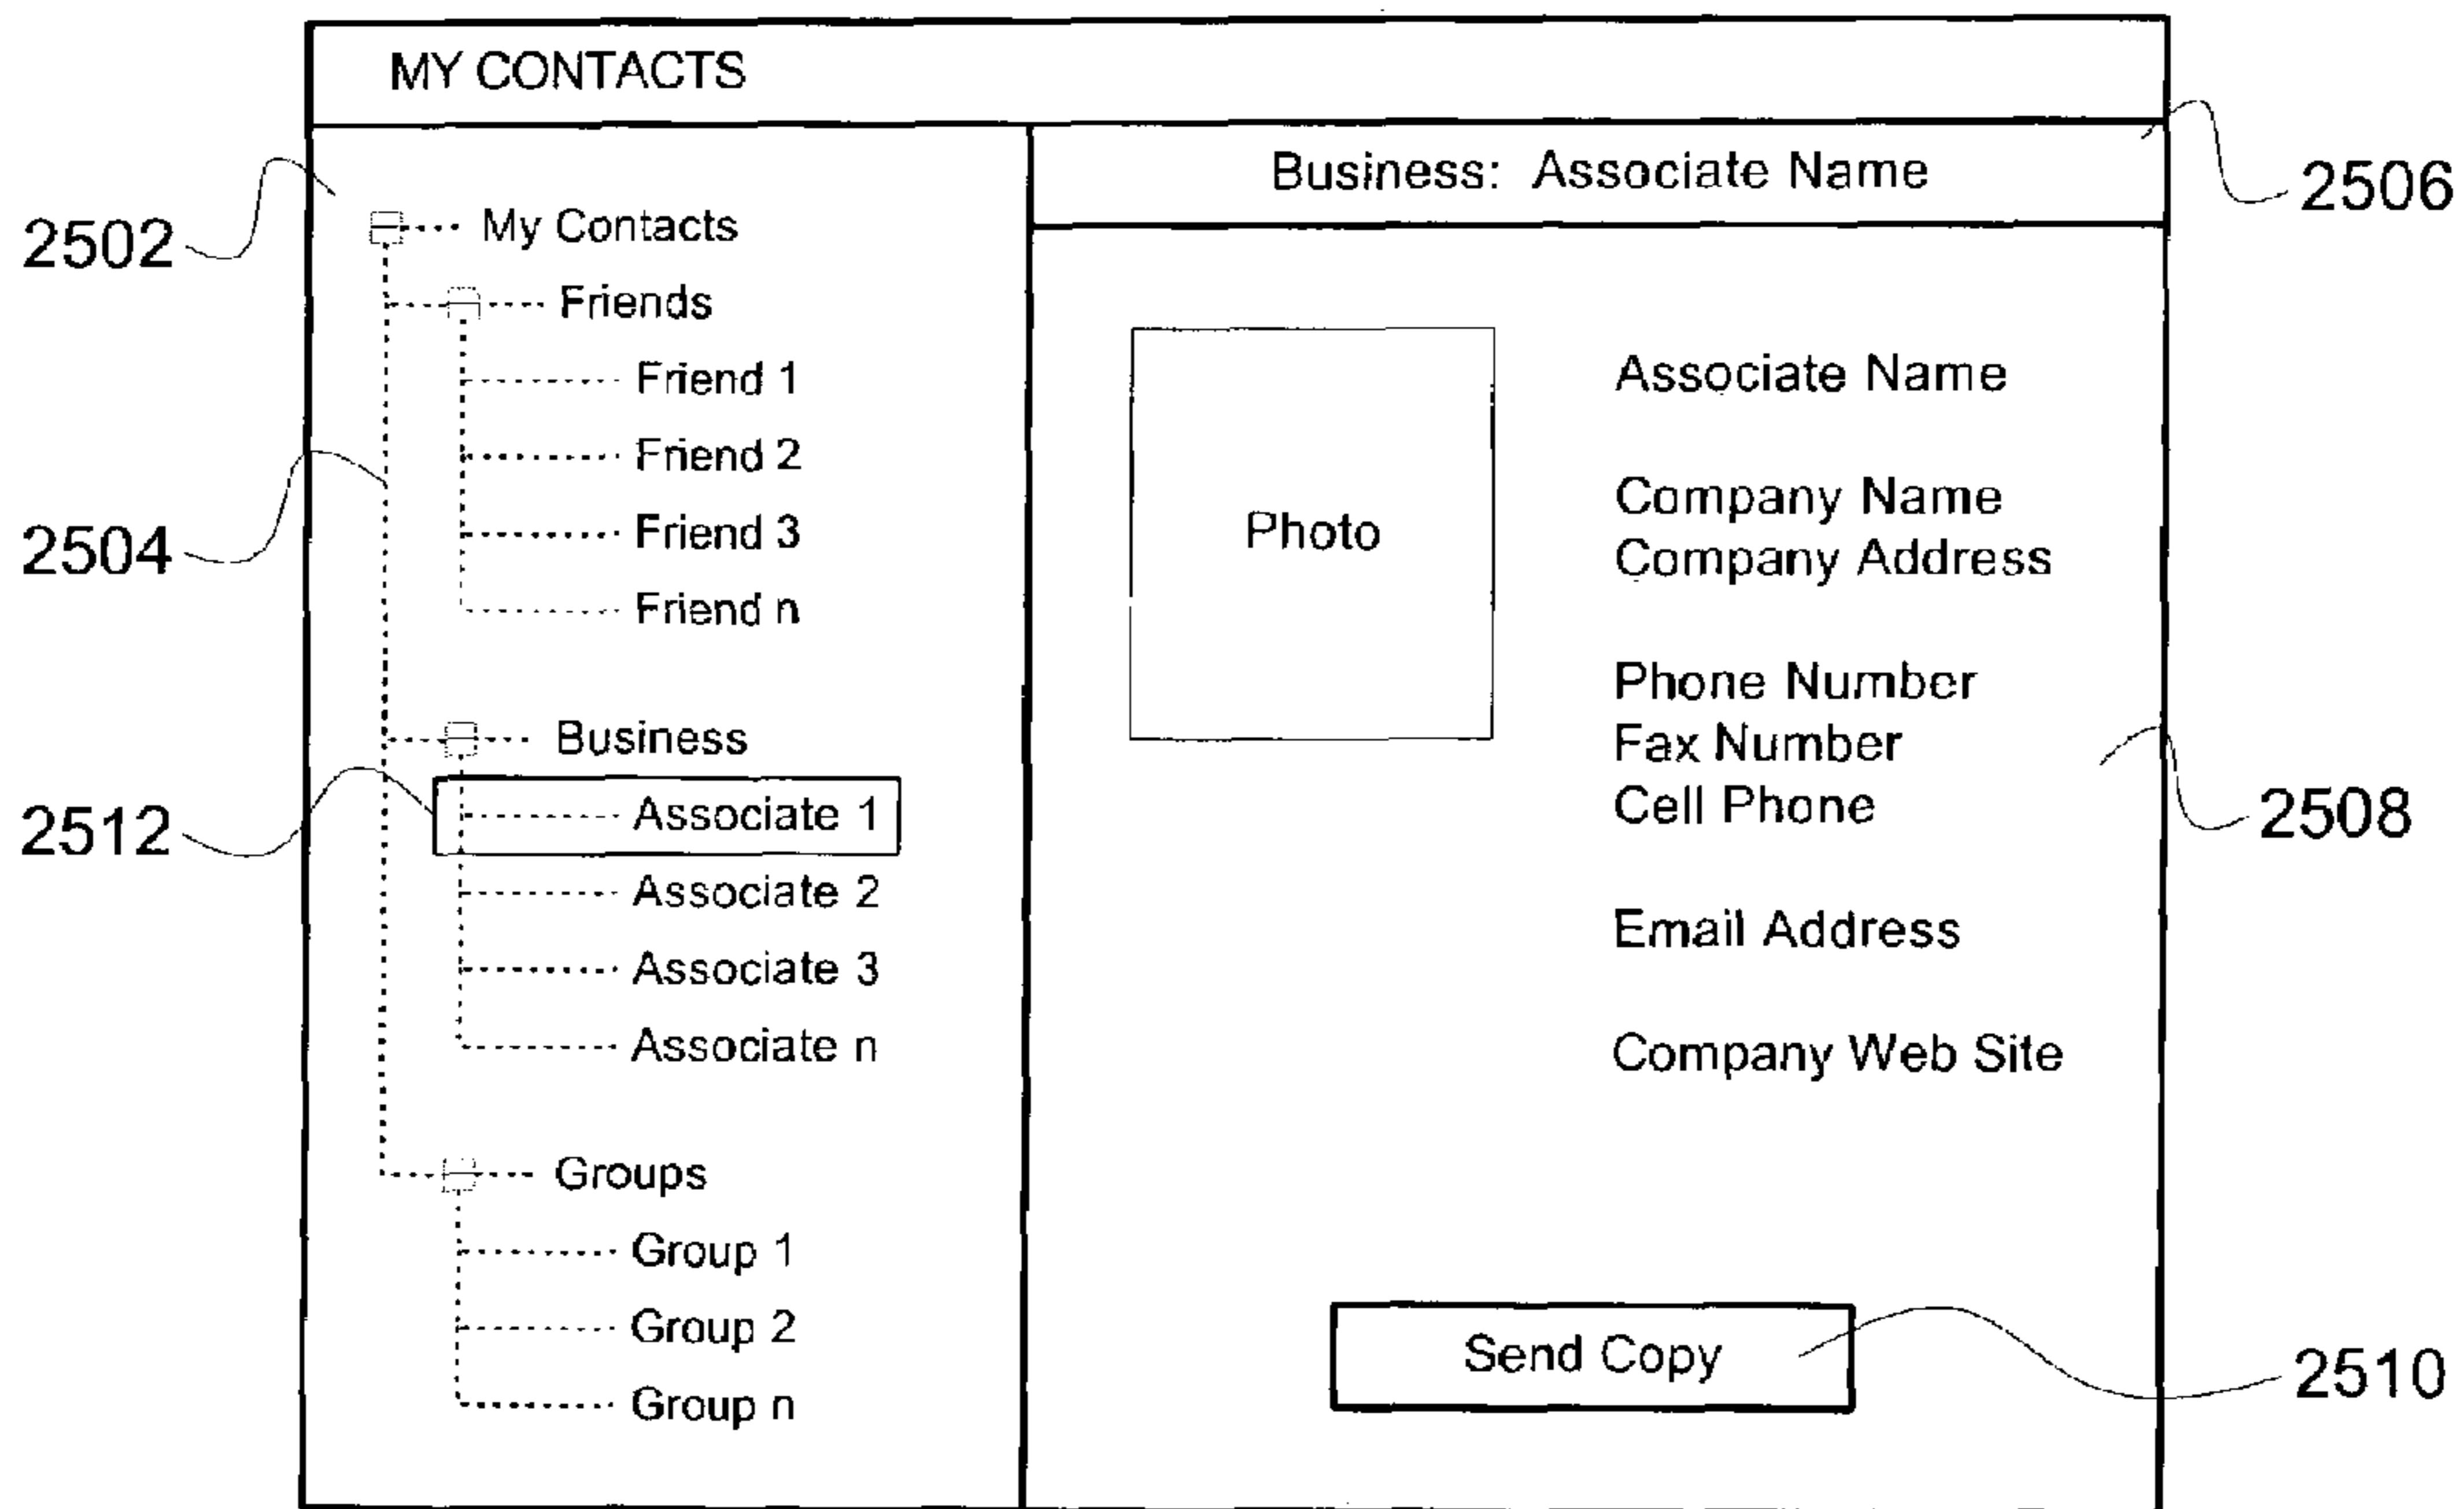 MY CONTACTS
2502
My Contacts
Friends
Friend 1
Friend 2
2504
Friend 3
Friend n
Business
2512
Associate 1
Associate 2
Associate 3
Associate n
Groups
Group 1
Group 2
Group n
Business: Associate Name
2506
Photo
Associate Name
Company Name
Company Address
Phone Number
Fax Number
Cell Phone
2508
Email Address
Company Web Site
Send Copy
2510